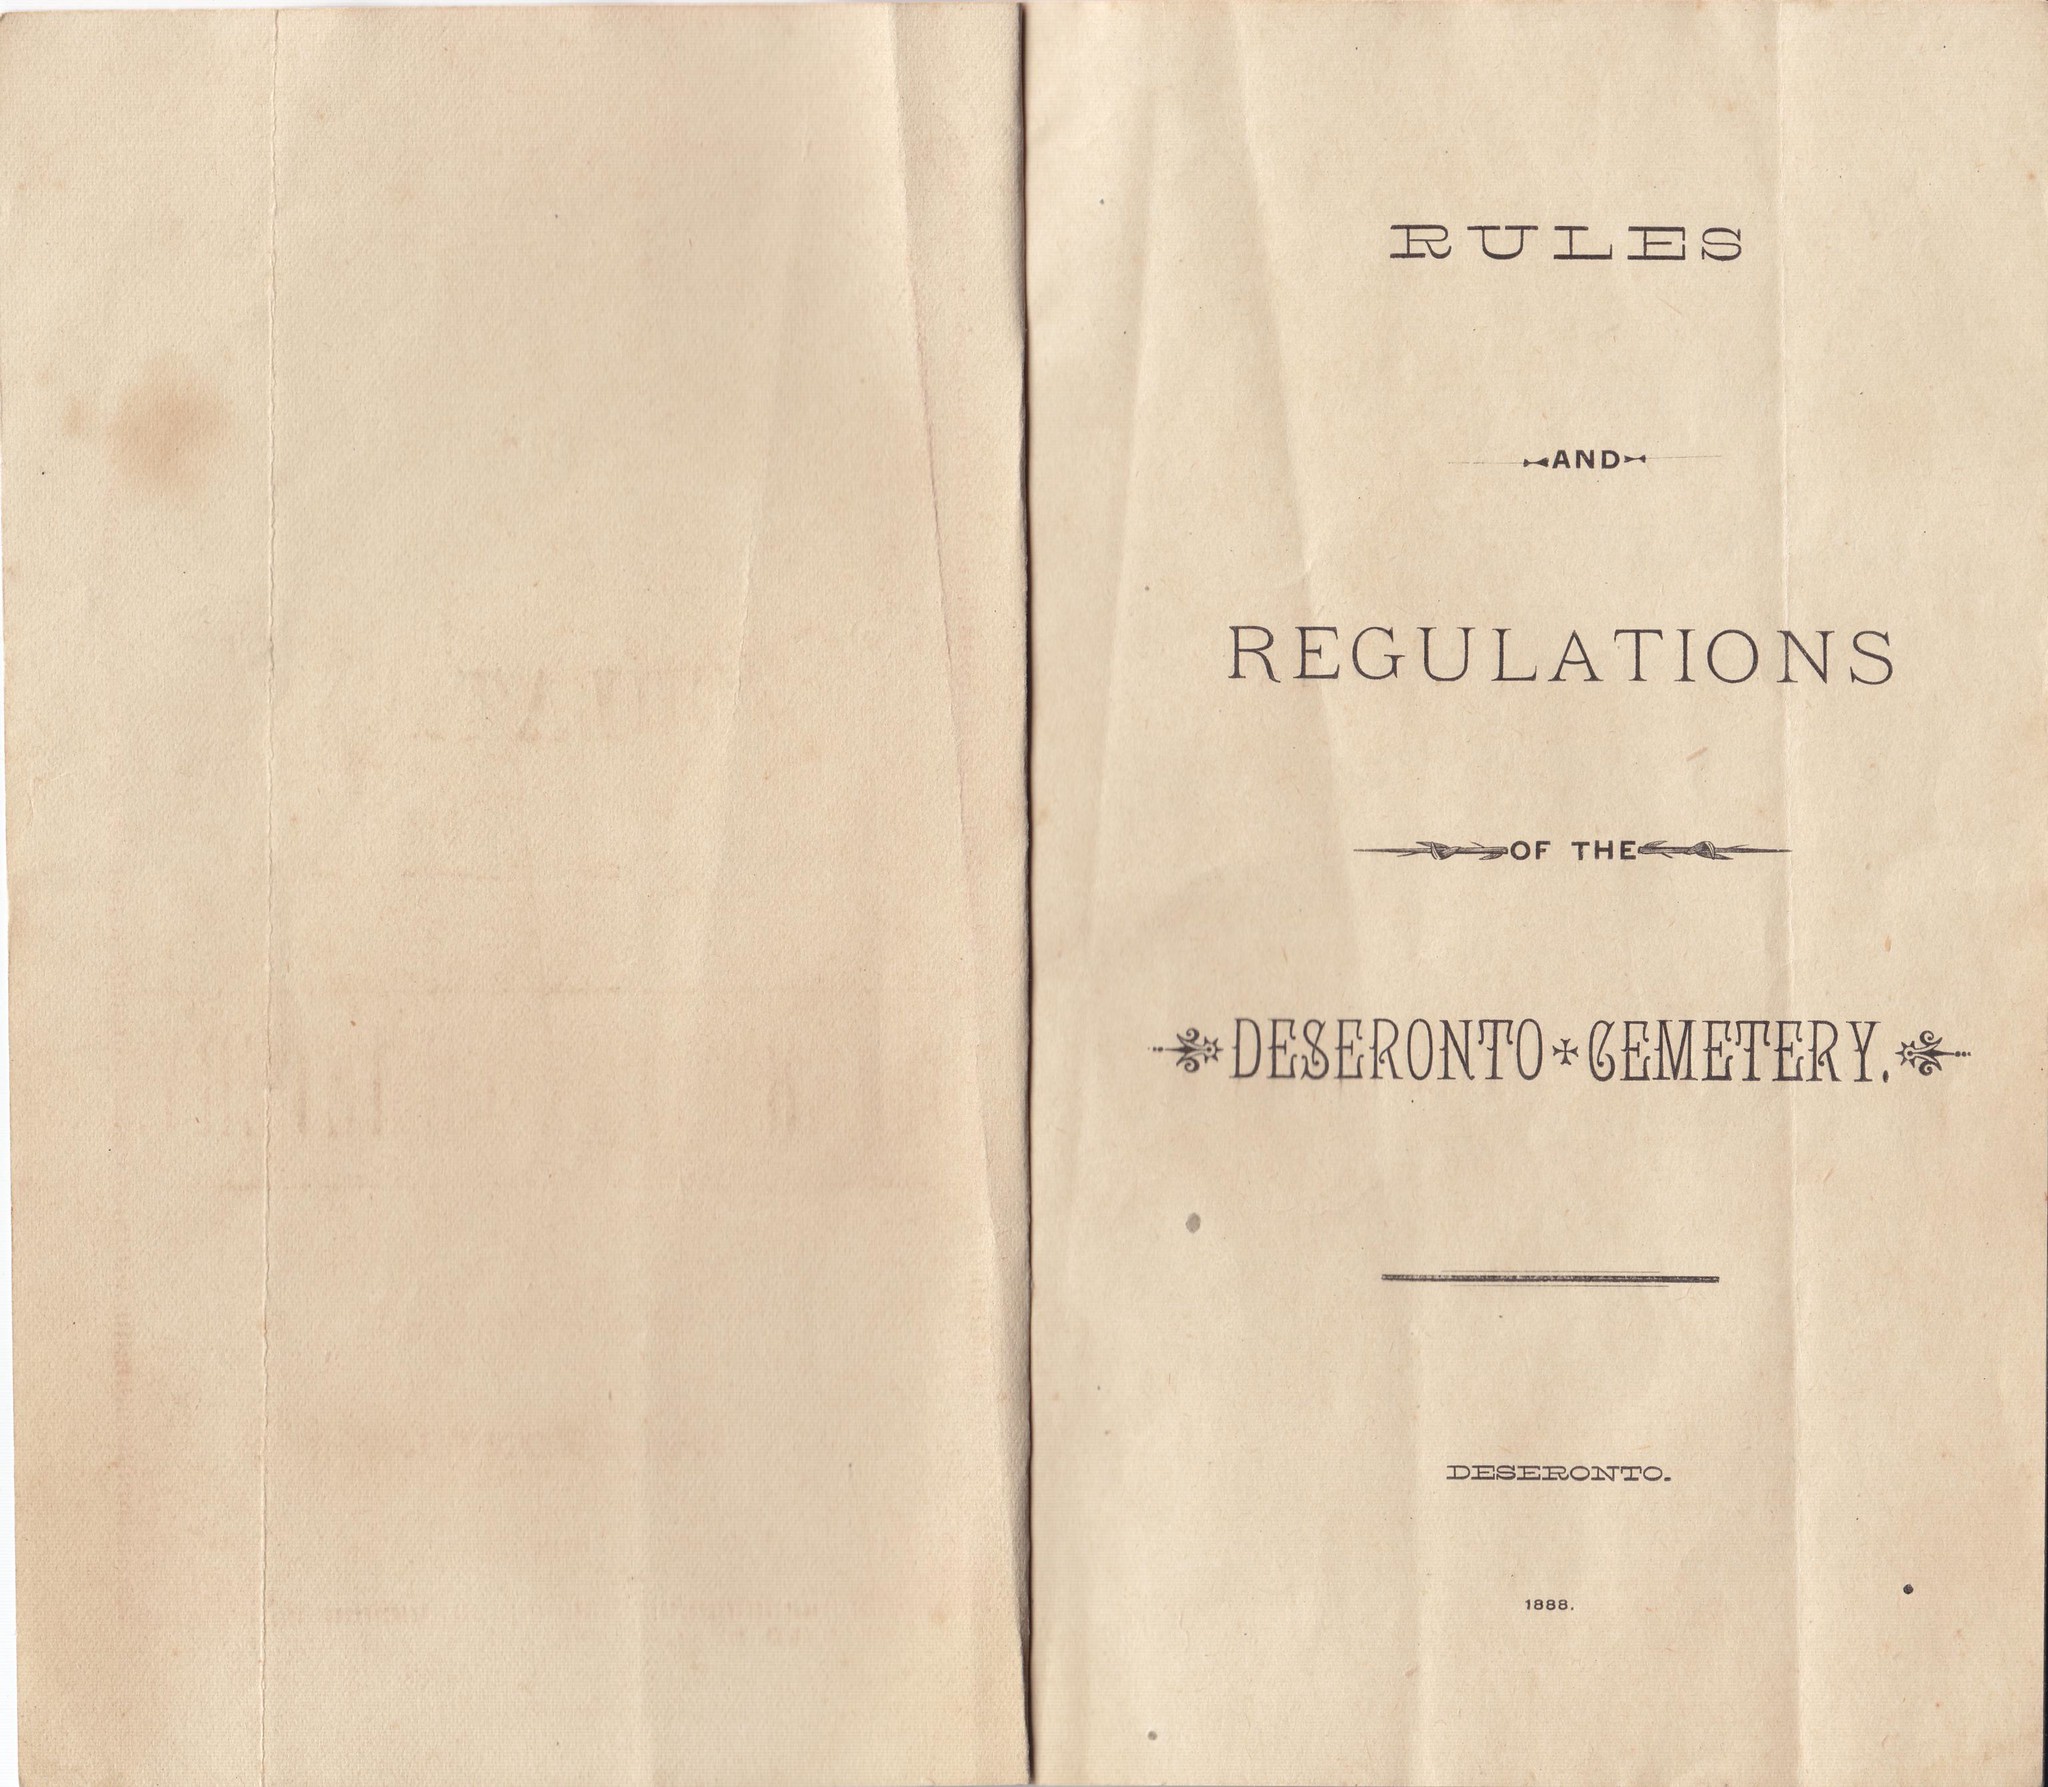 RULES
AND
REGULATIONS
OF THE
DESERONTO CEMETERY.
DESERONTO.
1888.